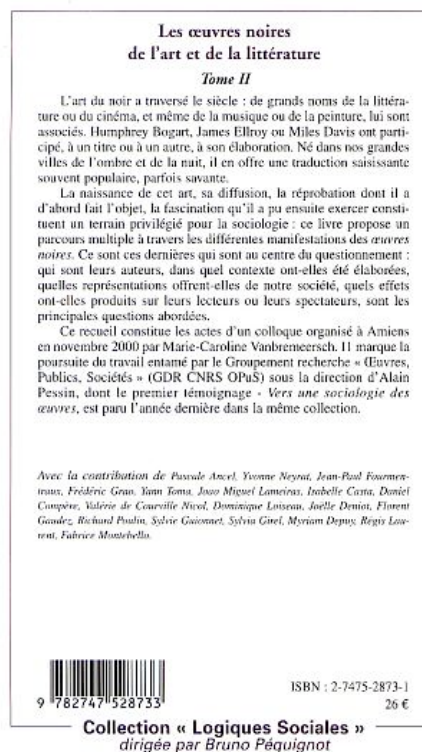 Les œuvres noires
de l'art et de la littérature
Tome II
L'art du noir a traversé le siècle : de grands noms de la littéra-
ture ou du cinéma, et même de la musique ou de la peinture, lui sont
associés. Humphrey Bogart, James Ellroy ou Miles Davis ont parti-
cipé, à un titre ou à un autre, à son élaboration. Né dans nos grandes
villes de l'ombre et de la nuit, il en offre une traduction saisissante
souvent populaire, parfois savante.
La naissance de cet art, sa diffusion, la réprobation dont il a
d'abord fait l'objet, la fascination qu'il a pu ensuite exercer consti-
tuent un terrain privilégié pour la sociologie : ce livre propose un
parcours multiple à travers les différentes manifestations des œuvres
noires. Ce sont ces dernières qui sont au centre du questionnement :
qui sont leurs auteurs, dans quel contexte ont-elles été élaborées,
quelles représentations offrent-elles de notre société, quels effets
ont-elles produits sur leurs lecteurs ou leurs spectateurs, sont les
principales questions abordées.
Ce recueil constitue les actes d'un colloque organisé à Amiens
en novembre 2000 par Marie-Caroline Vanbremeersch. Il marque la
poursuite du travail entamé par le Groupement recherche « Œuvres,
Publics, Sociétés » (GDR CNRS OPuS) sous la direction d'Alain
Pessin, dont le premier témoignage - Vers une sociologie des
œuvres, est paru l'année dernière dans la même collection.
Avec la contribution de Pascale Ancel, Yvonne Neyrat, Jean-Paul Fourmen-
traux, Frédéric Gros, Yann Toma, Joao Miguel Lameiras, Isabelle Casta, Daniel
Compère, Valérie de Courville Nicol, Dominique Loiseau, Joëlle Deniot, Florent
Gaudez, Richard Poulin, Sylvie Guionnet, Sylvia Girel, Myriam Depuy, Régis Lau-
rent, Fabrice Montebello.
9 782747 528733
ISBN : 2-7475-2873-1
26 €
Collection « Logiques Sociales »
dirigée par Bruno Péquignot